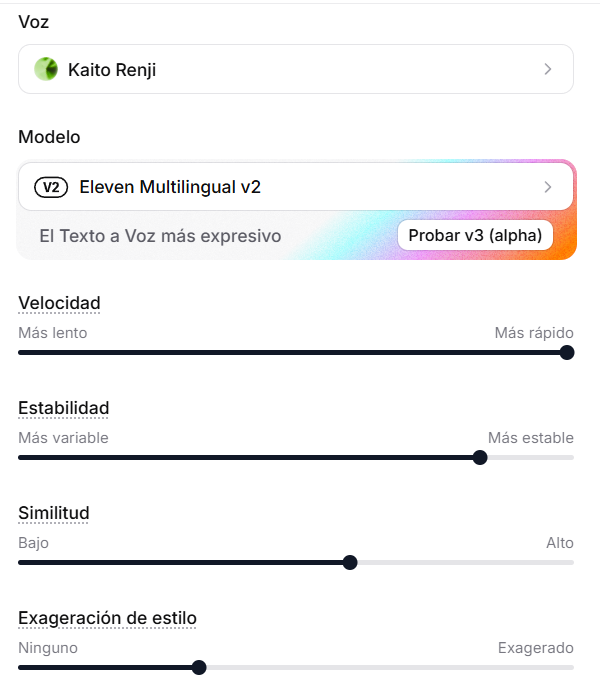 Voz
Kaito Renji
Modelo
V2 Eleven Multilingual v2
El Texto a Voz más expresivo Probar v3 (alpha)
Velocidad
Más lento Más rápido
Estabilidad
Más variable Más estable
Similitud
Bajo Alto
Exageración de estilo
Ninguno Exagerado